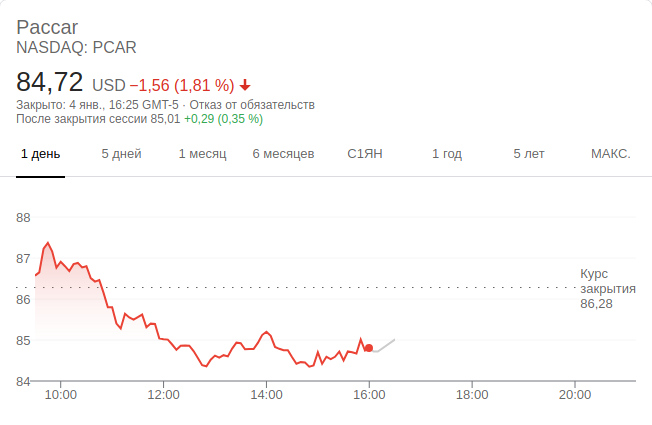 Paccar
NASDAQ: PCAR
84,72 USD −1,56 (1,81 %)
Закрыто: 4 янв., 16:25 GMT-5 · Отказ от обязательств
После закрытия сессии 85,01 +0,29 (0,35 %)
1 день 5 дней 1 месяц 6 месяцев С1ЯН 1 год 5 лет МАКС.
88
87
Курс
закрытия
86,28
86
85
84
10:00 12:00 14:00 16:00 18:00 20:00